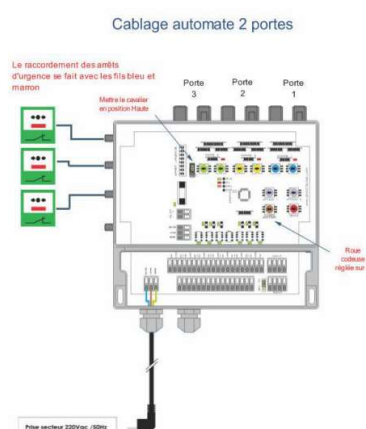 Cablage automate 2 portes
Le raccordement des arrêts
d'urgence se fait avec les fils bleu et
marron
Porte
3
Porte
2
Porte
1
Mettre le cavalier
en position Haute
Roue
codeuse
réglée sur
Prise secteur 220Vac /50Hz